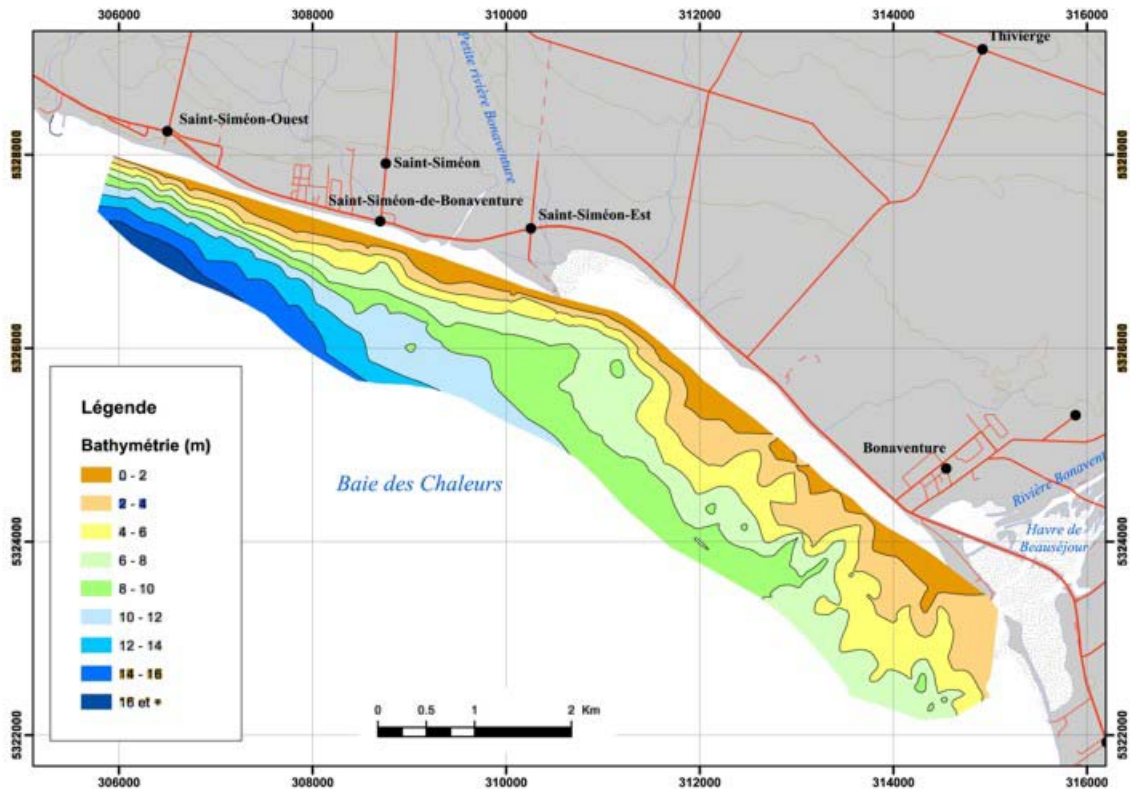 306000 308000 310000 312000 314000 316000
Thivierge
Petite rivière Bonaventure
Saint-Siméon-Ouest
5328000
5328000
Saint-Siméon
Saint-Siméon-de-Bonaventure
Saint-Siméon-Est
5326000
5326000
Légende
Bathymétrie (m)
0 - 2
2 - 4
4 - 6
6 - 8
8 - 10
10 - 12
12 - 14
14 - 16
16 et +
Baie des Chaleurs
Bonaventure
Rivière Bonavent
Havre de
Beauséjour
5324000
5324000
0 0.5 1 2 Km
5322000
5322000
306000 308000 310000 312000 314000 316000